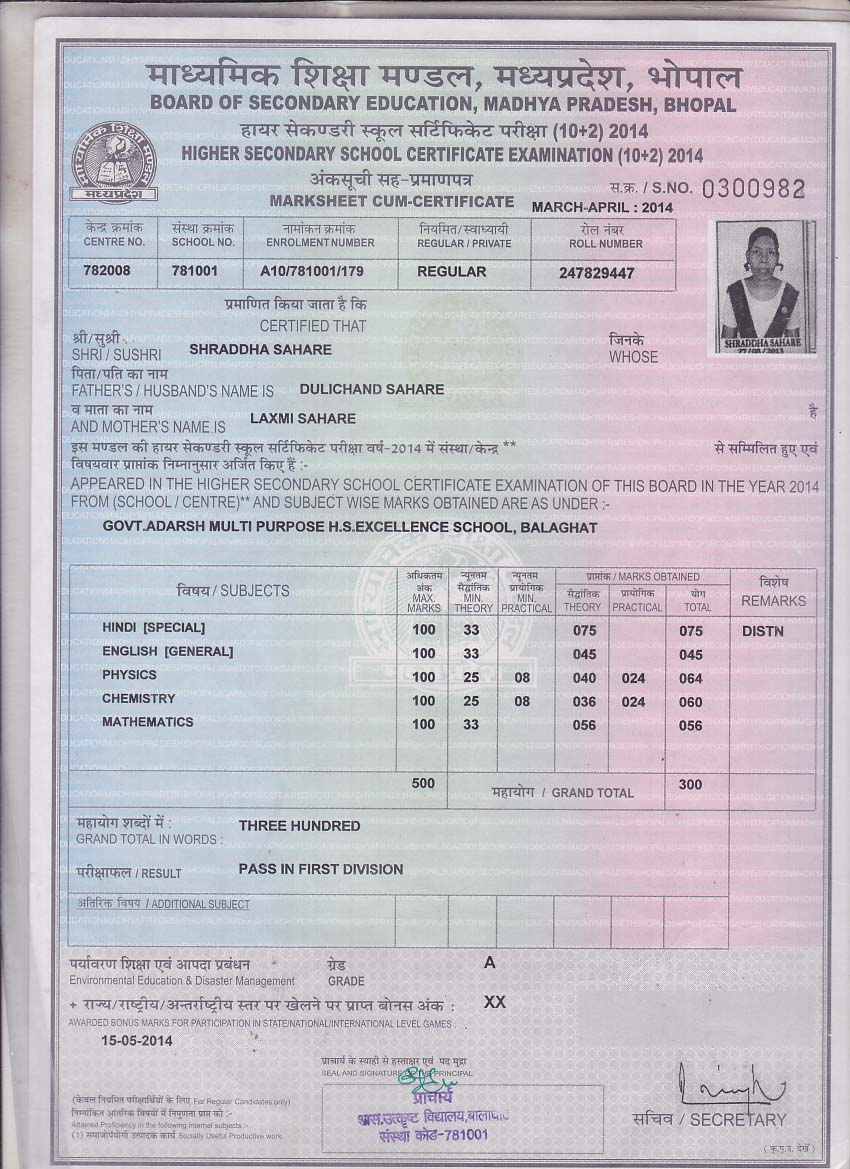 माध्यमिक शिक्षा मण्डल, मध्यप्रदेश, भोपाल
BOARD OF SECONDARY EDUCATION, MADHYA PRADESH, BHOPAL
हायर सेकण्डरी स्कूल सर्टिफिकेट परीक्षा (10+2) 2014
HIGHER SECONDARY SCHOOL CERTIFICATE EXAMINATION (10+2) 2014
अंकसूची सह-प्रमाणपत्र
MARKSHEET CUM-CERTIFICATE
स.क्र. / S.NO. 0300982
MARCH-APRIL : 2014
मध्यप्रदेश
केन्द्र क्रमांक संस्था क्रमांक नामांकन क्रमांक नियमित/स्वाध्यायी रोल नंबर
CENTRE NO. SCHOOL NO. ENROLMENT NUMBER REGULAR / PRIVATE ROLL NUMBER
782008 781001 A10/781001/179 REGULAR 247829447
SHRADDHA SAHARE
प्रमाणित किया जाता है कि
CERTIFIED THAT
श्री/सुश्री जिनके
SHRI / SUSHRI SHRADDHA SAHARE WHOSE
पिता/पति का नाम
FATHER'S / HUSBAND'S NAME IS DULICHAND SAHARE
व माता का नाम है
AND MOTHER'S NAME IS LAXMI SAHARE
इस मण्डल की हायर सेकण्डरी स्कूल सर्टिफिकेट परीक्षा वर्ष-2014 में संस्था/केन्द्र ** से सम्मिलित हुए एवं
विषयवार प्राप्तांक निम्नानुसार अर्जित किए हैं :-
APPEARED IN THE HIGHER SECONDARY SCHOOL CERTIFICATE EXAMINATION OF THIS BOARD IN THE YEAR 2014
FROM (SCHOOL / CENTRE)** AND SUBJECT WISE MARKS OBTAINED ARE AS UNDER :-
GOVT.ADARSH MULTI PURPOSE H.S.EXCELLENCE SCHOOL, BALAGHAT
विषय / SUBJECTS
अधिकतम अंक MAX. MARKS
न्यूनतम सैद्धांतिक MIN. THEORY
न्यूनतम प्रायोगिक MIN. PRACTICAL
प्राप्तांक / MARKS OBTAINED
सैद्धांतिक THEORY
प्रायोगिक PRACTICAL
योग TOTAL
विशेष REMARKS
HINDI [SPECIAL] 100 33 075 075 DISTN
ENGLISH [GENERAL] 100 33 045 045
PHYSICS 100 25 08 040 024 064
CHEMISTRY 100 25 08 036 024 060
MATHEMATICS 100 33 056 056
500 महायोग / GRAND TOTAL 300
महायोग शब्दों में :
GRAND TOTAL IN WORDS : THREE HUNDRED
परीक्षाफल / RESULT PASS IN FIRST DIVISION
अतिरिक्त विषय / ADDITIONAL SUBJECT
पर्यावरण शिक्षा एवं आपदा प्रबंधन ग्रेड A
Environmental Education & Disaster Management GRADE
+ राज्य/राष्ट्रीय/अन्तर्राष्ट्रीय स्तर पर खेलने पर प्राप्त बोनस अंक : XX
AWARDED BONUS MARKS FOR PARTICIPATION IN STATE/NATIONAL/INTERNATIONAL LEVEL GAMES :
15-05-2014
प्राचार्य के स्याही से हस्ताक्षर एवं पद मुद्रा
SEAL AND SIGNATURE OF THE PRINCIPAL
प्राचार्य
शास.उत्कृष्ट विद्यालय,बालाघाट
संस्था कोड-781001
सचिव / SECRETARY
(केवल नियमित परीक्षार्थियों के लिए For Regular Candidates only)
निम्नांकित आंतरिक विषयों में निपुणता प्राप्त की :-
Attained Proficiency in the following internal subjects :-
(1) समाजोपयोगी उत्पादक कार्य Socially Useful Productive work.
(कृ.पृ.उ. देखें)